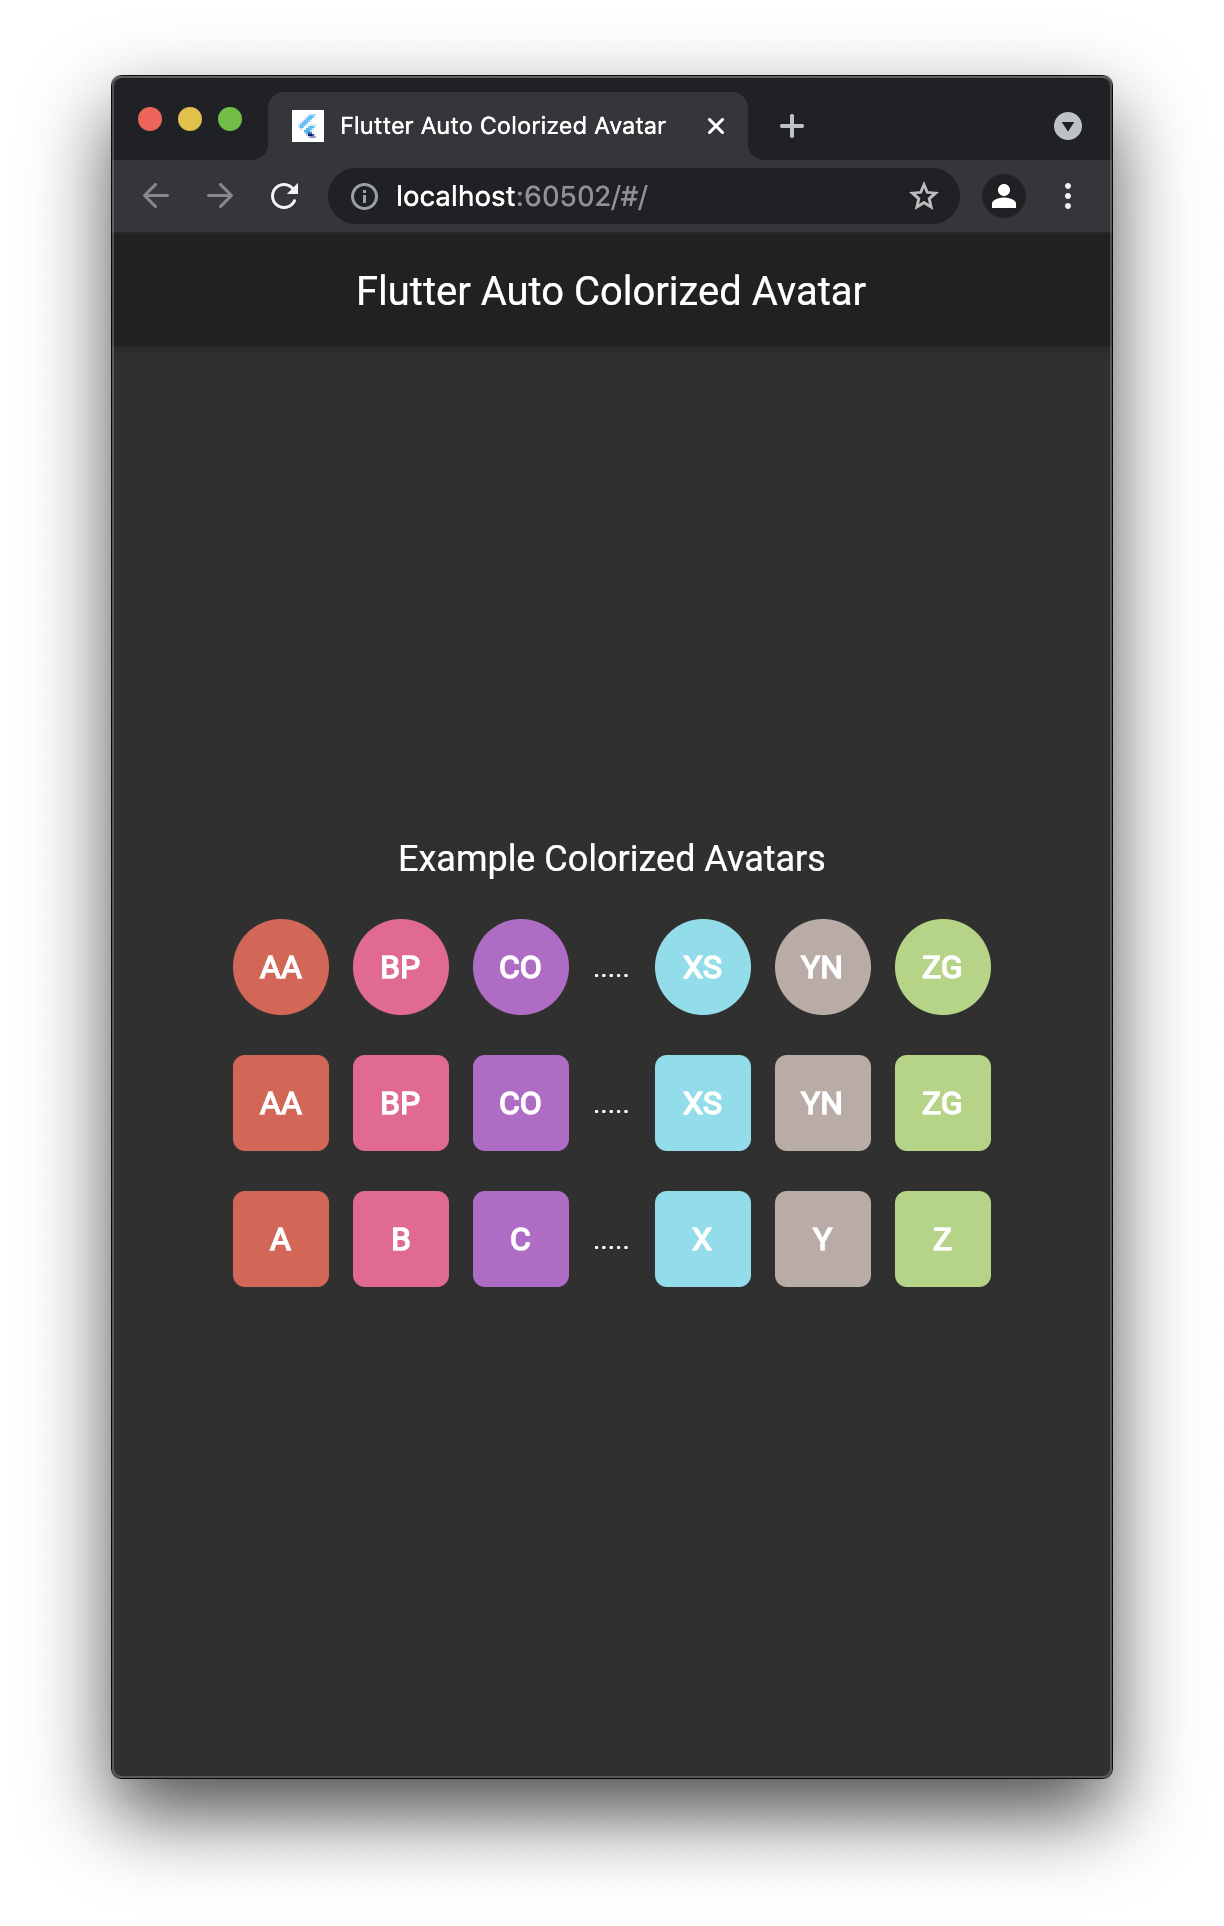 Flutter Auto Colorized Avatar
localhost:60502/#/
Flutter Auto Colorized Avatar
Example Colorized Avatars
AA BP CO ..... XS YN ZG
AA BP CO ..... XS YN ZG
A B C ..... X Y Z